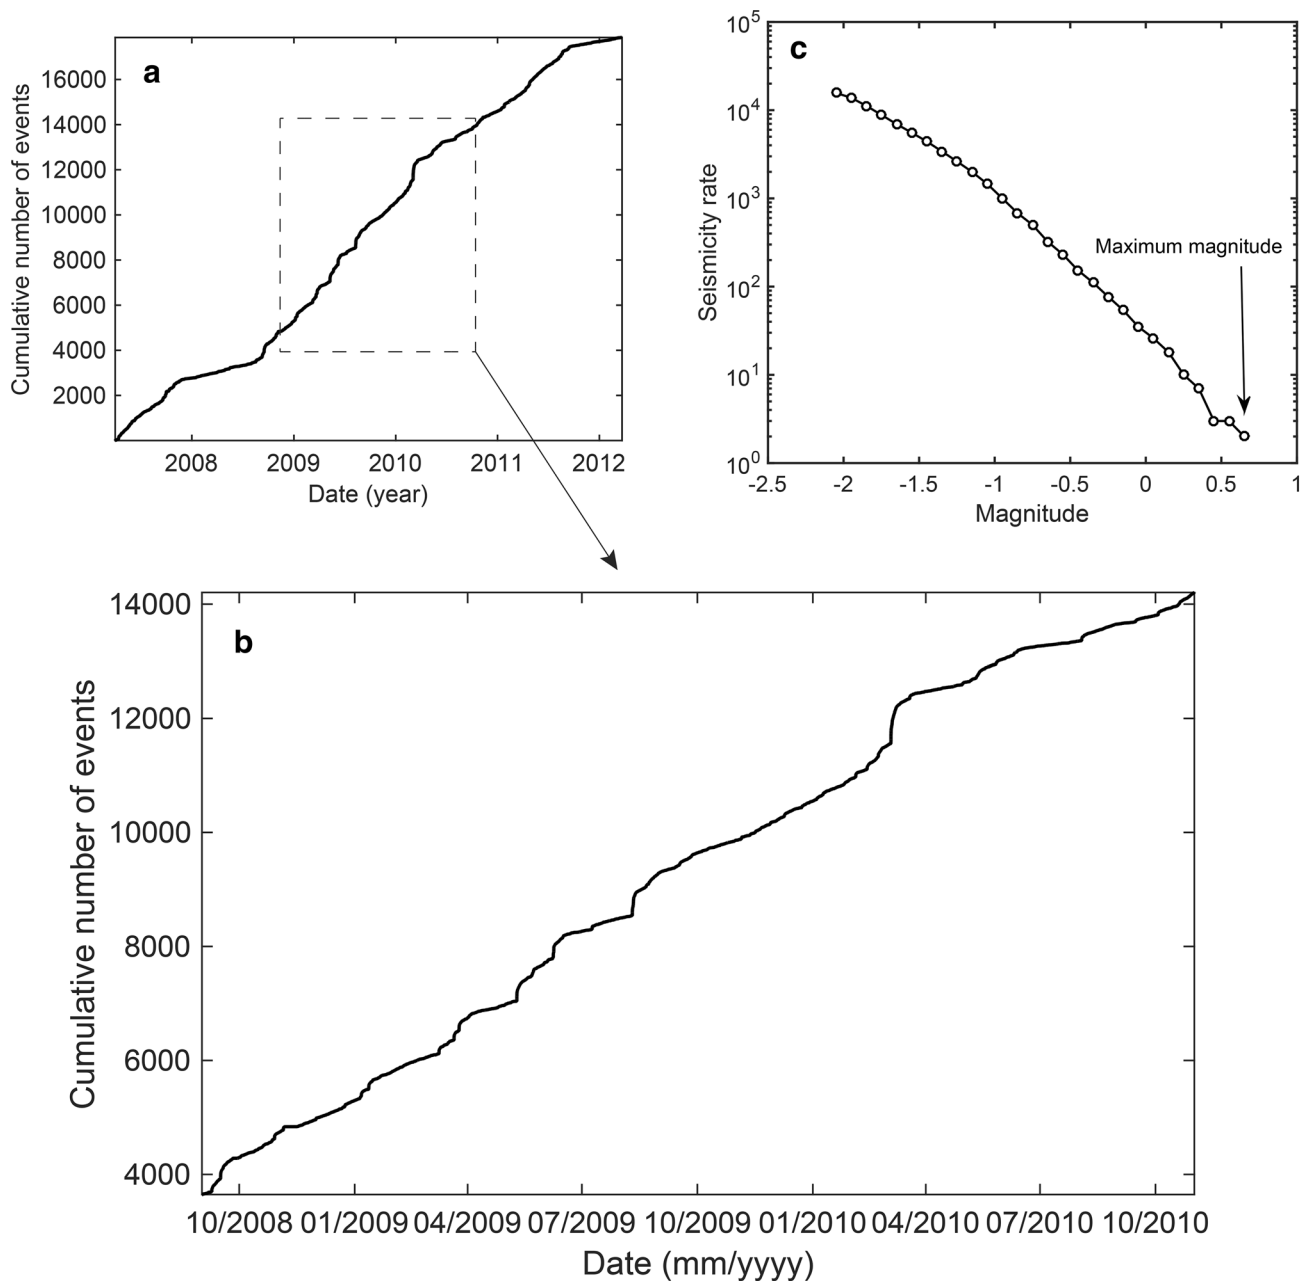 a
16000
14000
12000
10000
8000
6000
4000
2000
Cumulative number of events
2008 2009 2010 2011 2012
Date (year)
c
10^5
10^4
10^3
10^2
10^1
10^0
Seismicity rate
Maximum magnitude
-2.5 -2 -1.5 -1 -0.5 0 0.5 1
Magnitude
b
14000
12000
10000
8000
6000
4000
Cumulative number of events
10/2008 01/2009 04/2009 07/2009 10/2009 01/2010 04/2010 07/2010 10/2010
Date (mm/yyyy)